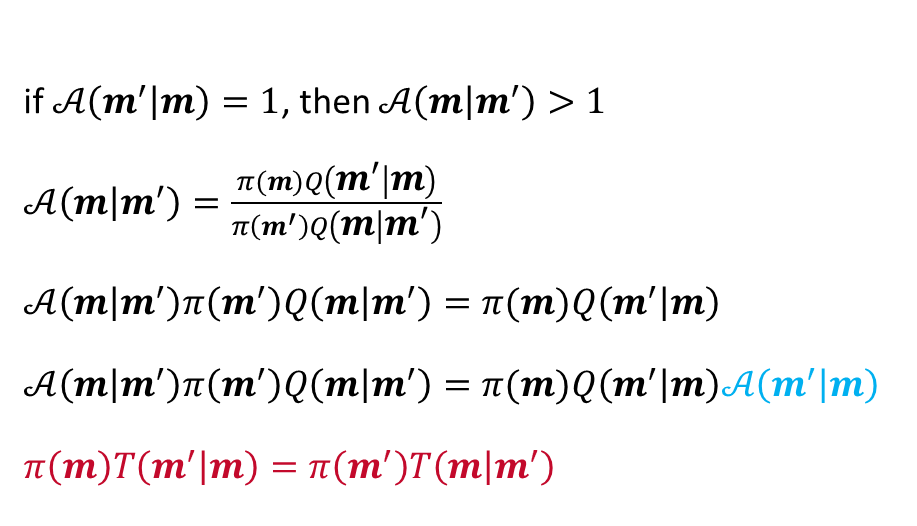 if 𝒜(𝒎′|𝒎) = 1, then 𝒜(𝒎|𝒎′) > 1
𝒜(𝒎|𝒎′) = π(𝒎)Q(𝒎′|𝒎) / π(𝒎′)Q(𝒎|𝒎′)
𝒜(𝒎|𝒎′)π(𝒎′)Q(𝒎|𝒎′) = π(𝒎)Q(𝒎′|𝒎)
𝒜(𝒎|𝒎′)π(𝒎′)Q(𝒎|𝒎′) = π(𝒎)Q(𝒎′|𝒎)𝒜(𝒎′|𝒎)
π(𝒎)T(𝒎′|𝒎) = π(𝒎′)T(𝒎|𝒎′)